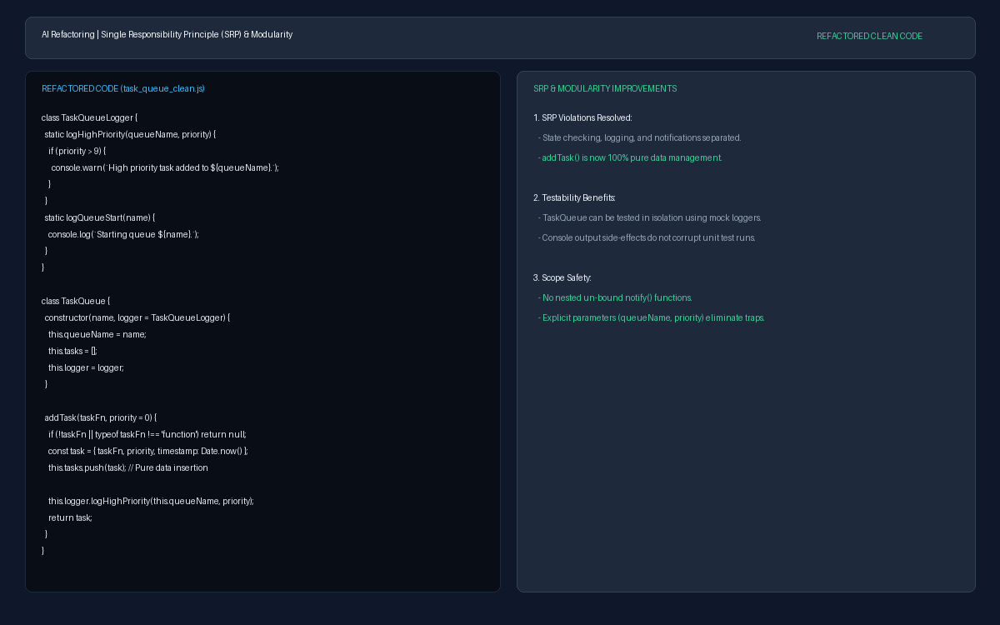 AI Refactoring | Single Responsibility Principle (SRP) & Modularity
REFACTORED CLEAN CODE
REFACTORED CODE (task_queue_clean.js)
class TaskQueueLogger {
  static logHighPriority(queueName, priority) {
    if (priority > 9) {
      console.warn(`High priority task added to ${queueName}.`);
    }
  }
  static logQueueStart(name) {
    console.log(`Starting queue ${name}.`);
  }
}
class TaskQueue {
  constructor(name, logger = TaskQueueLogger) {
    this.queueName = name;
    this.tasks = [];
    this.logger = logger;
  }
  addTask(taskFn, priority = 0) {
    if (!taskFn || typeof taskFn !== 'function') return null;
    const task = { taskFn, priority, timestamp: Date.now() };
    this.tasks.push(task); // Pure data insertion
    this.logger.logHighPriority(this.queueName, priority);
    return task;
  }
}
SRP & MODULARITY IMPROVEMENTS
1. SRP Violations Resolved:
- State checking, logging, and notifications separated.
- addTask() is now 100% pure data management.
2. Testability Benefits:
- TaskQueue can be tested in isolation using mock loggers.
- Console output side-effects do not corrupt unit test runs.
3. Scope Safety:
- No nested un-bound notify() functions.
- Explicit parameters (queueName, priority) eliminate traps.